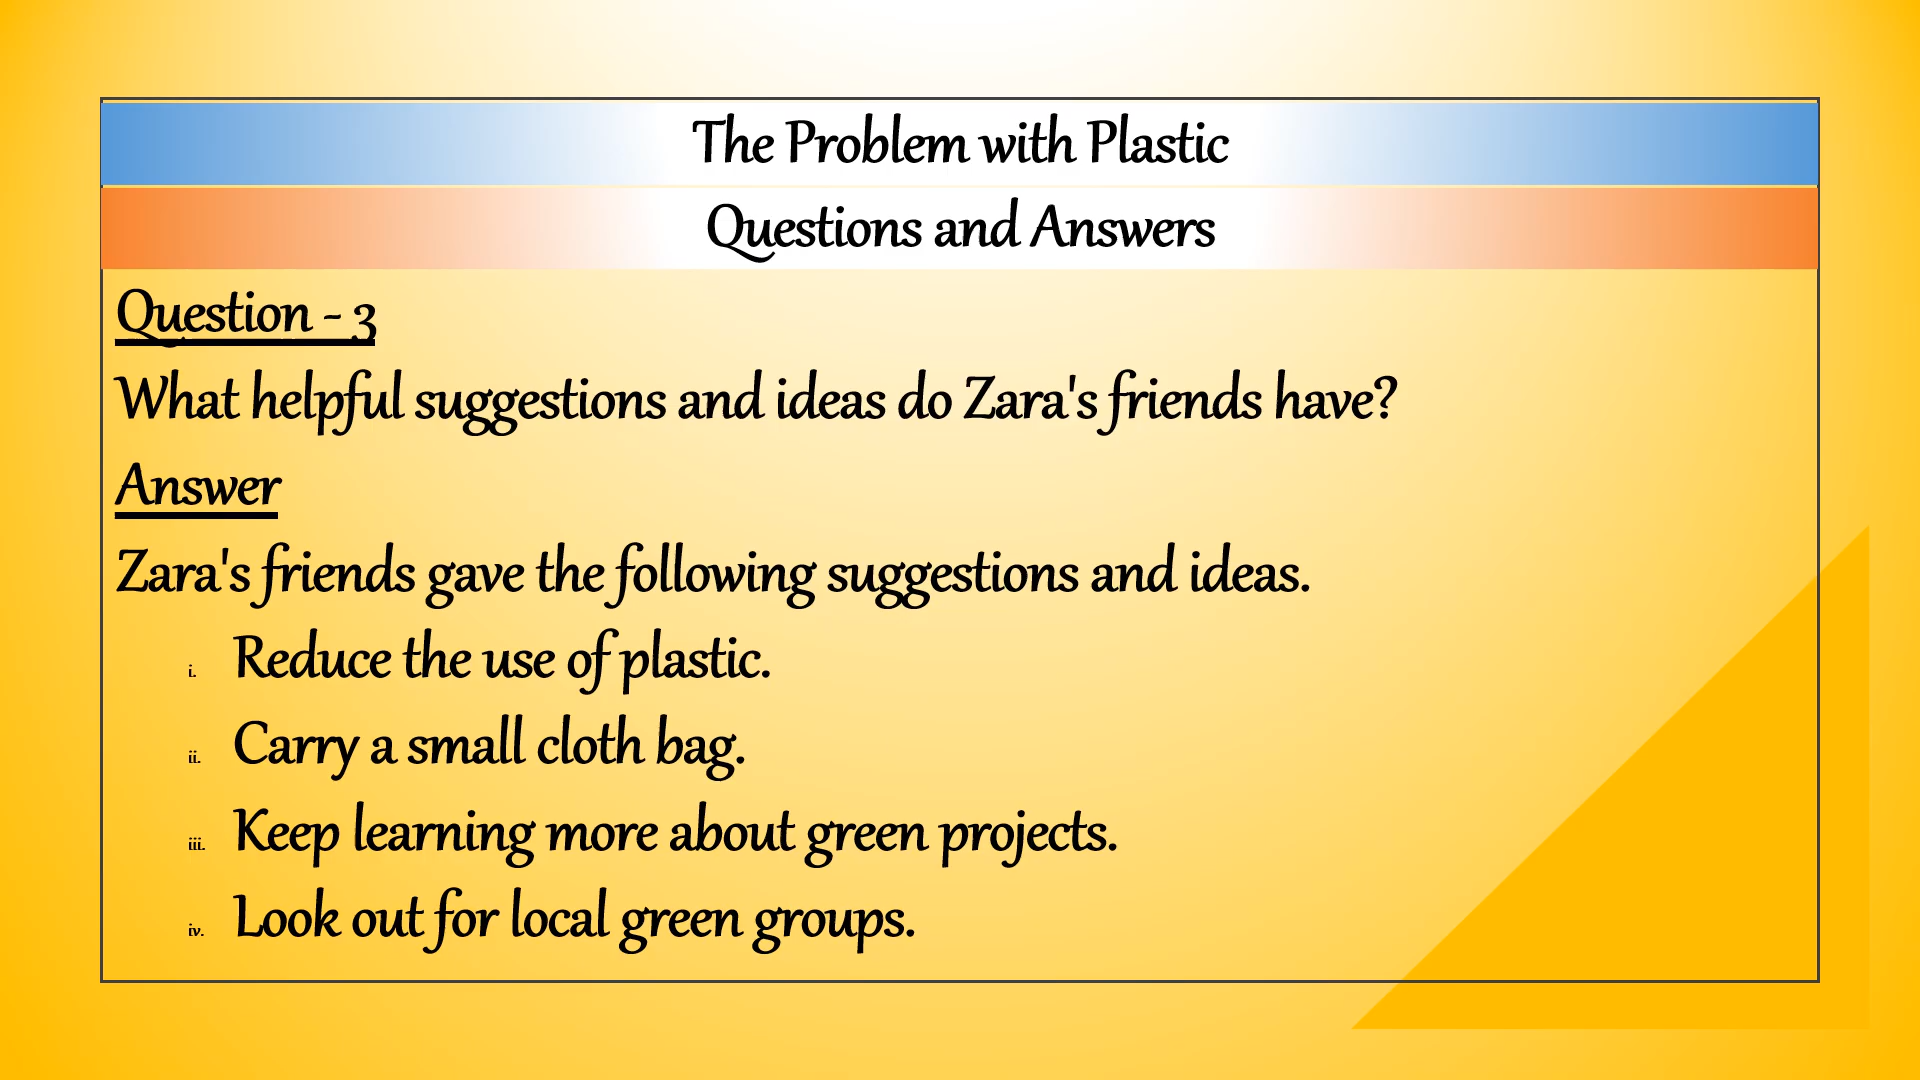 The Problem with Plastic
Questions and Answers
Question - 3
What helpful suggestions and ideas do Zara's friends have?
Answer
Zara's friends gave the following suggestions and ideas.
i. Reduce the use of plastic.
ii. Carry a small cloth bag.
iii. Keep learning more about green projects.
iv. Look out for local green groups.